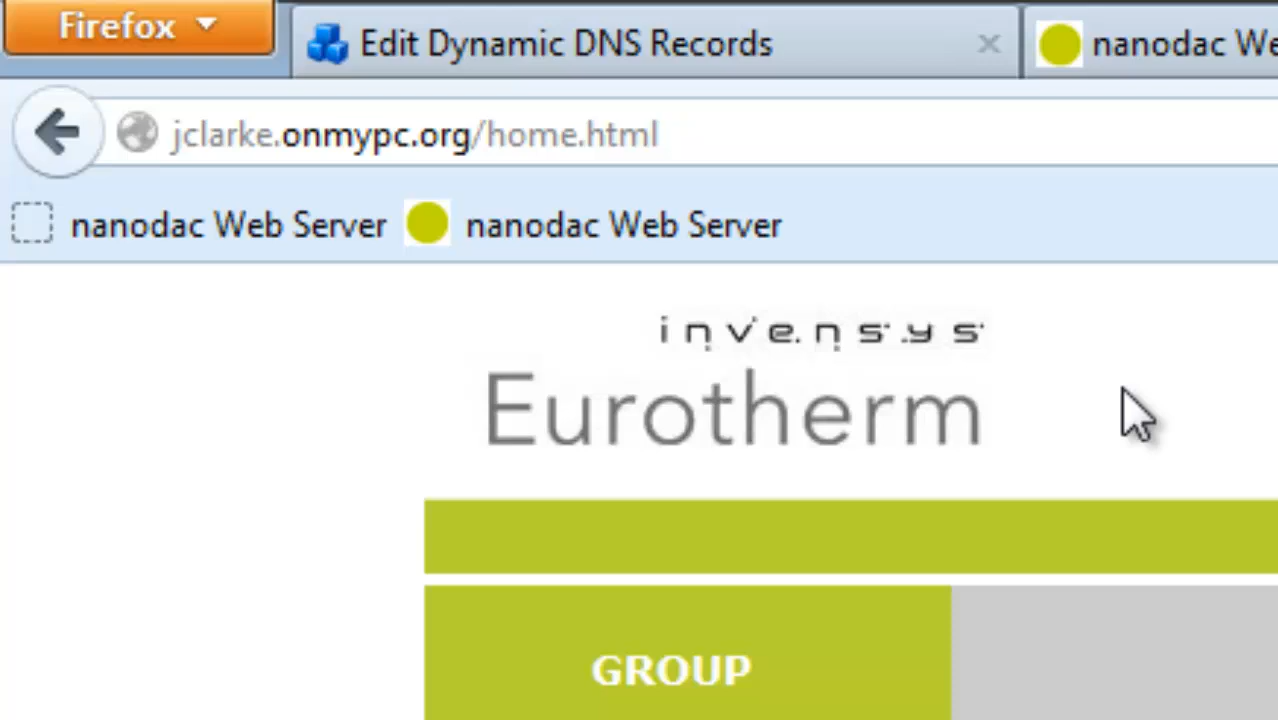 Firefox
Edit Dynamic DNS Records
nanodac We
jclarke.onmypc.org/home.html
nanodac Web Server
nanodac Web Server
invensys
Eurotherm
GROUP